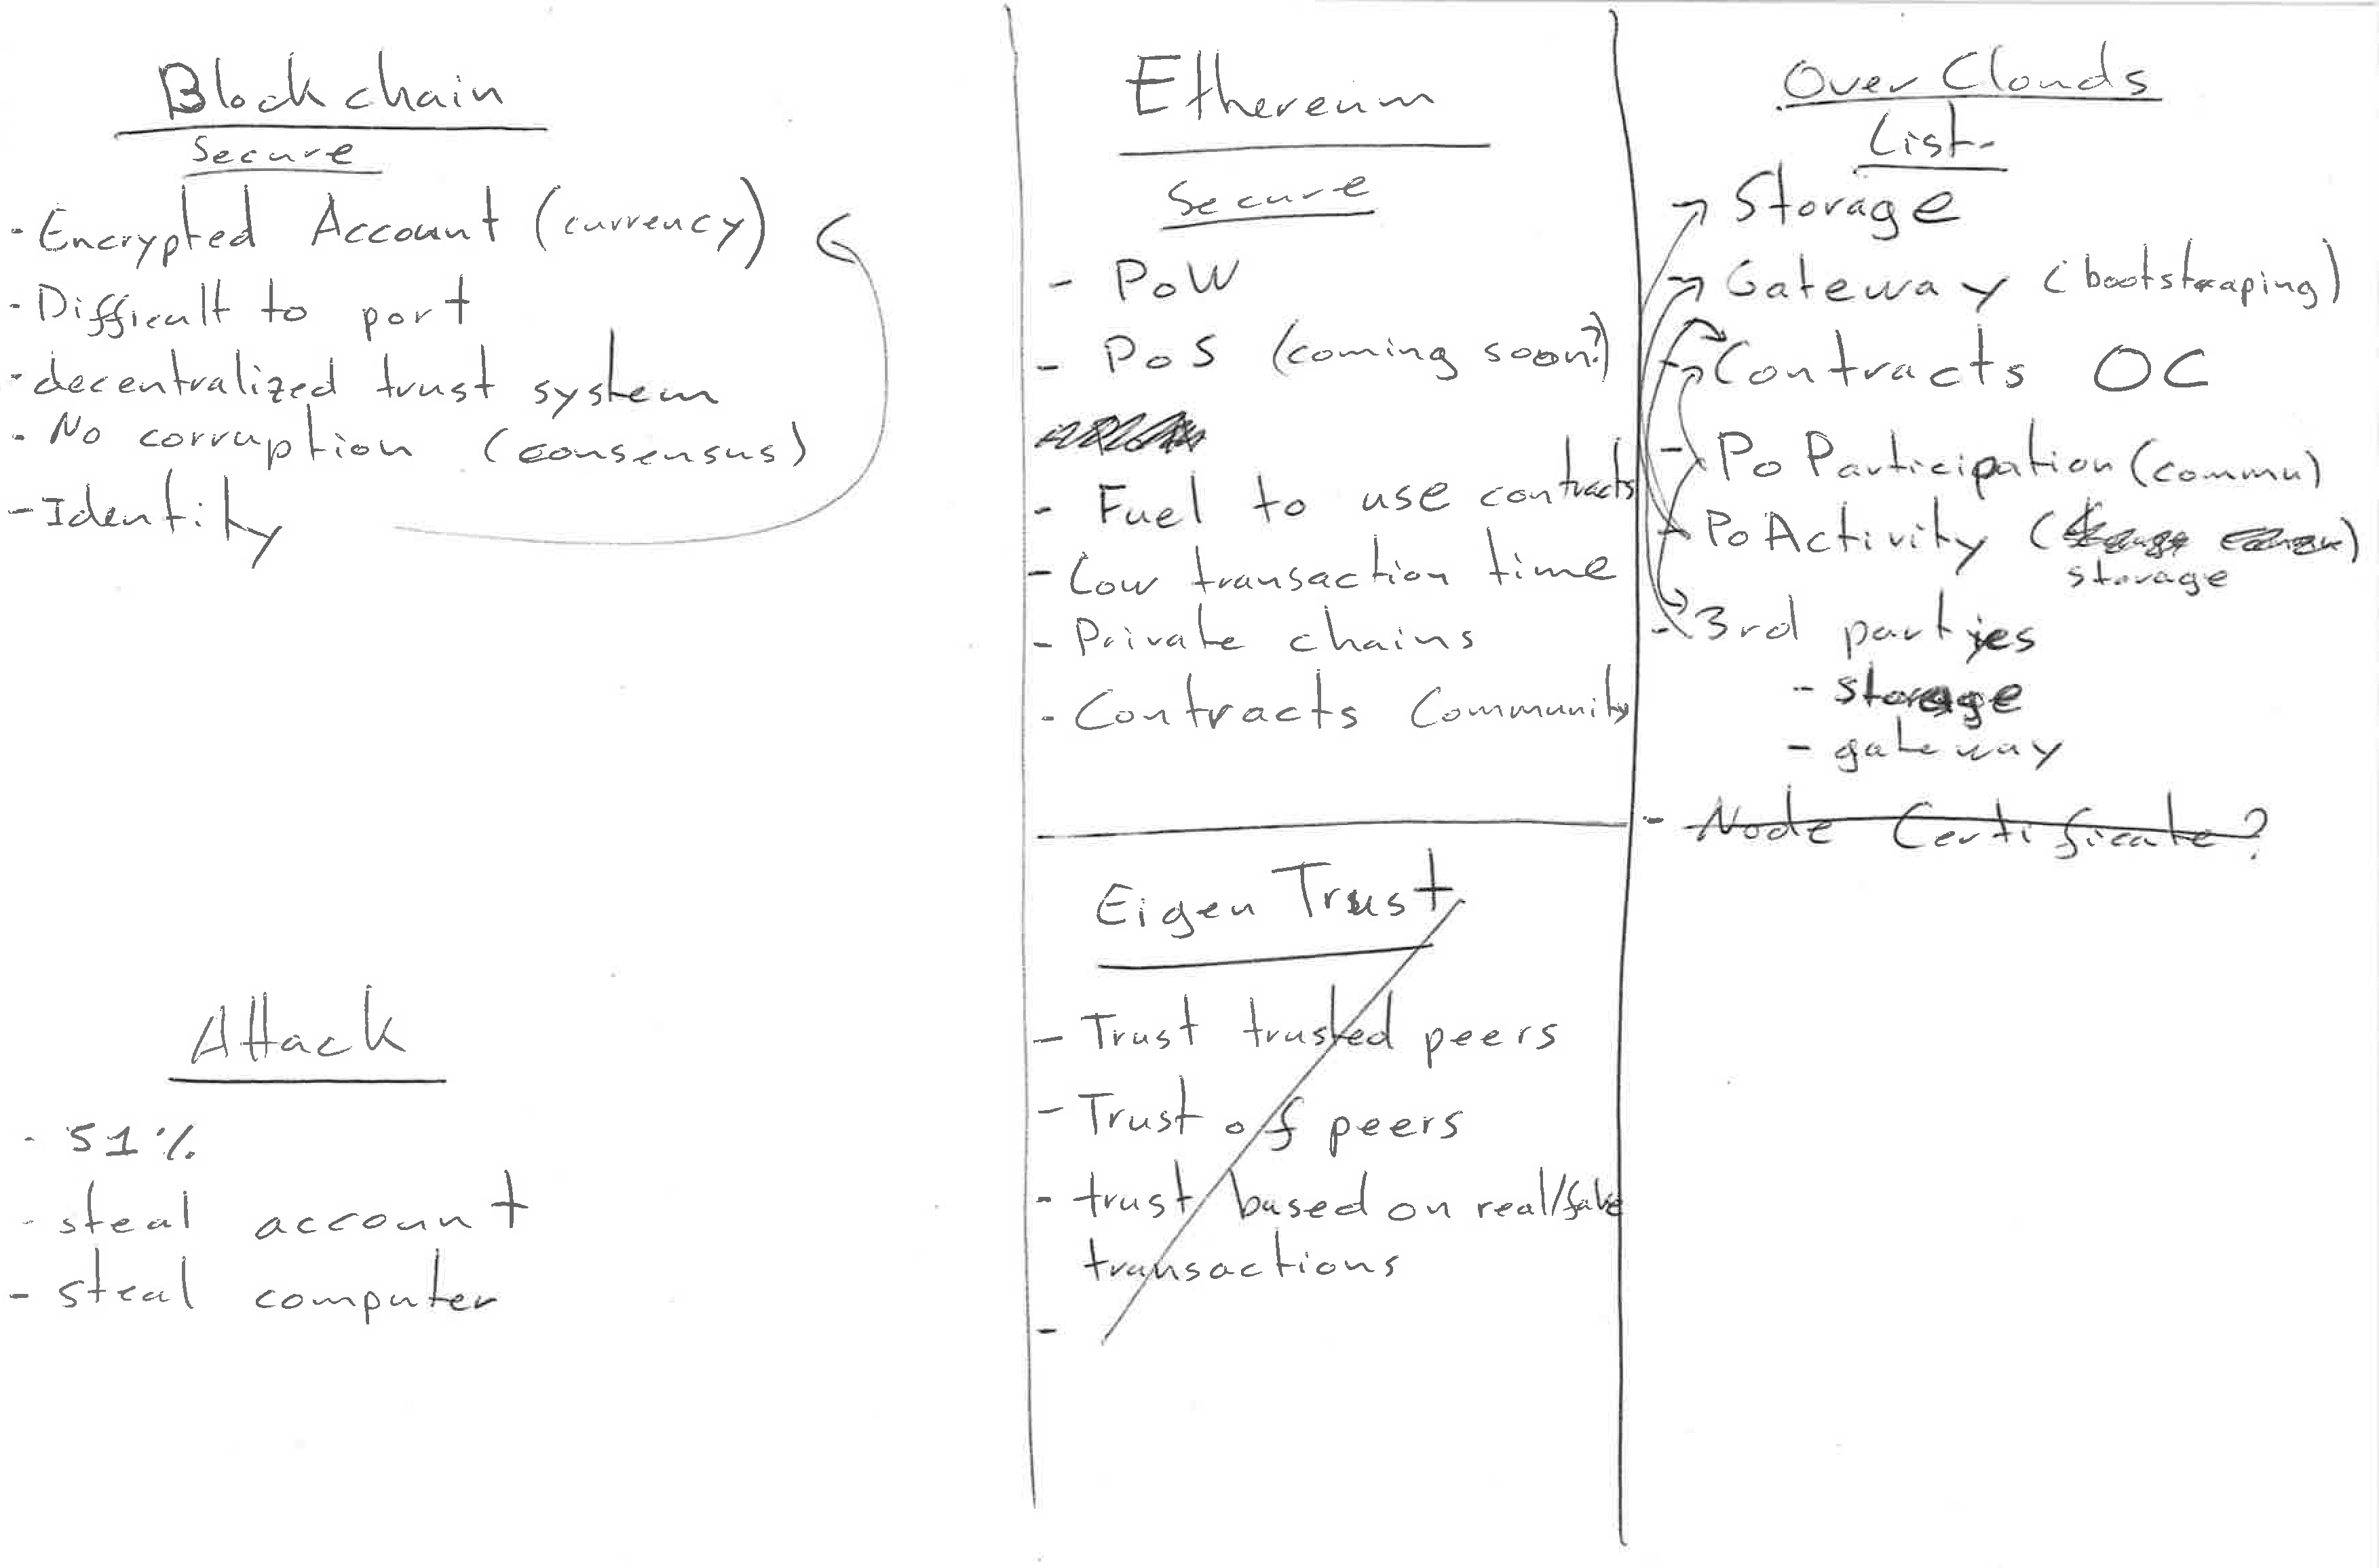 Blockchain
Secure
- Encrypted Account (currency)
- Difficult to port
- decentralized trust system
- No corruption (consensus)
- Identity
Attack
- 51%
- steal account
- steal computer
Ethereum
Secure
- PoW
- PoS (coming soon?)
- Fuel to use contracts
- Low transaction time
- Private chains
- Contracts Community
Eigen Trust
- Trust trusted peers
- Trust of peers
- trust based on real/fake
transactions
-
Over Clouds
List
Storage
- Gateway (bootstraping)
- Contracts OC
- Po Participation (commu)
- Po Activity ( )
storage
- 3rd parties
- storage
- gateway
- Node Certificate?